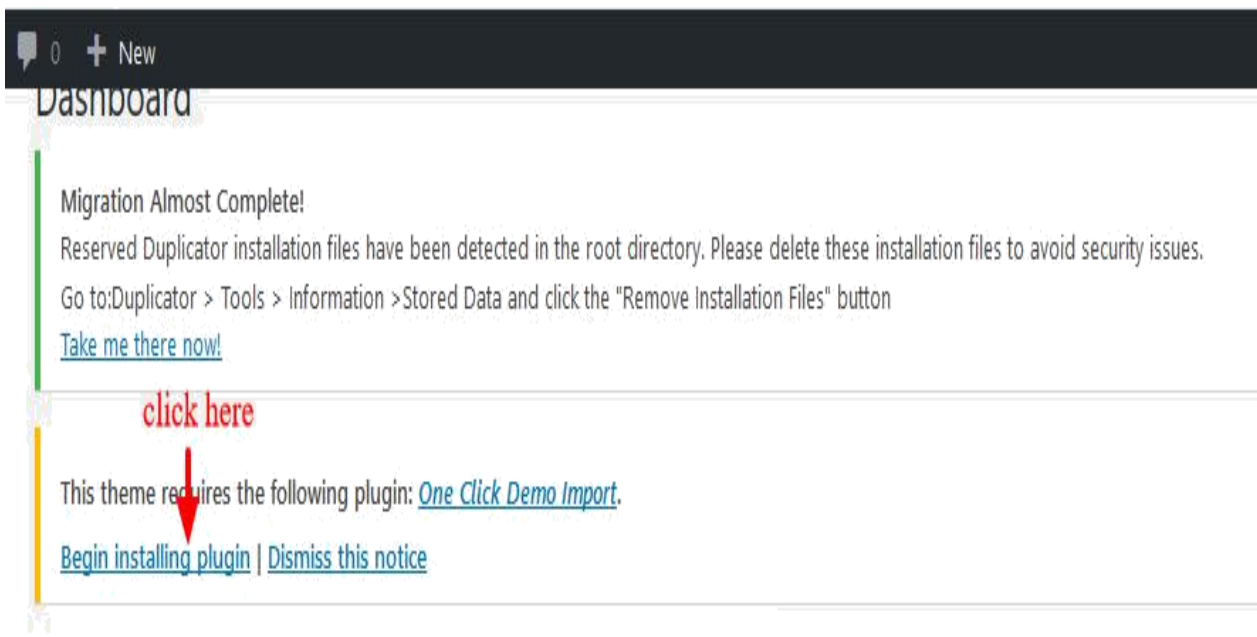 0 + New
Dashboard
Migration Almost Complete!
Reserved Duplicator installation files have been detected in the root directory. Please delete these installation files to avoid security issues.
Go to:Duplicator > Tools > Information >Stored Data and click the "Remove Installation Files" button
Take me there now!
click here
This theme requires the following plugin: One Click Demo Import.
Begin installing plugin | Dismiss this notice